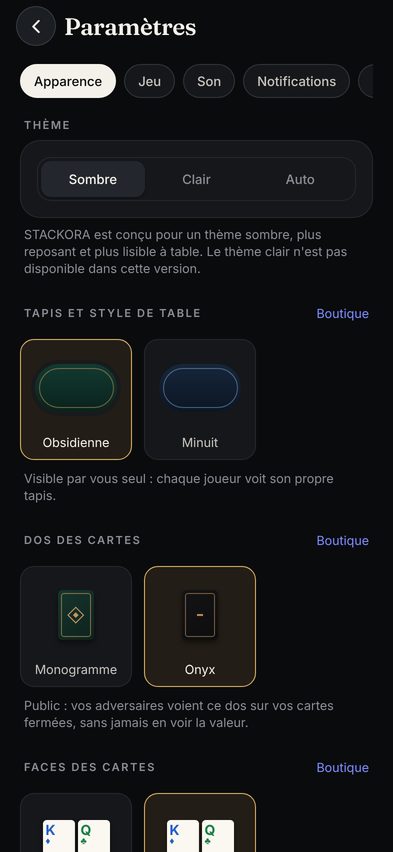 Paramètres
Apparence
Jeu
Son
Notifications
THÈME
Sombre
Clair
Auto
STACKORA est conçu pour un thème sombre, plus
reposant et plus lisible à table. Le thème clair n'est pas
disponible dans cette version.
TAPIS ET STYLE DE TABLE
Boutique
Obsidienne
Minuit
Visible par vous seul : chaque joueur voit son propre
tapis.
DOS DES CARTES
Boutique
Monogramme
Onyx
Public : vos adversaires voient ce dos sur vos cartes
fermées, sans jamais en voir la valeur.
FACES DES CARTES
Boutique
K
Q
K
Q